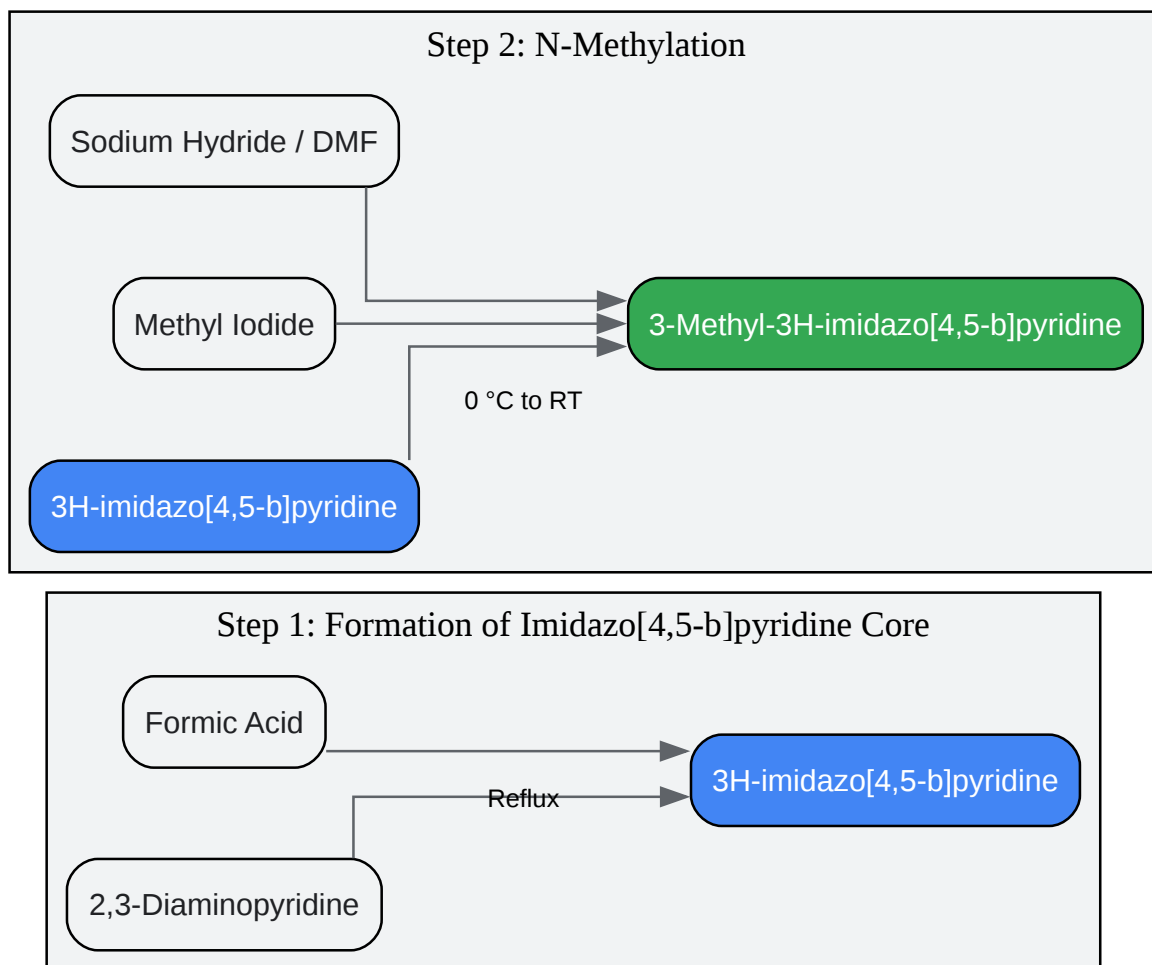 Step 2: N-Methylation
Sodium Hydride / DMF
Methyl Iodide
3-Methyl-3H-imidazo[4,5-b]pyridine
0 °C to RT
3H-imidazo[4,5-b]pyridine
Step 1: Formation of Imidazo[4,5-b]pyridine Core
Formic Acid
3H-imidazo[4,5-b]pyridine
Reflux
2,3-Diaminopyridine